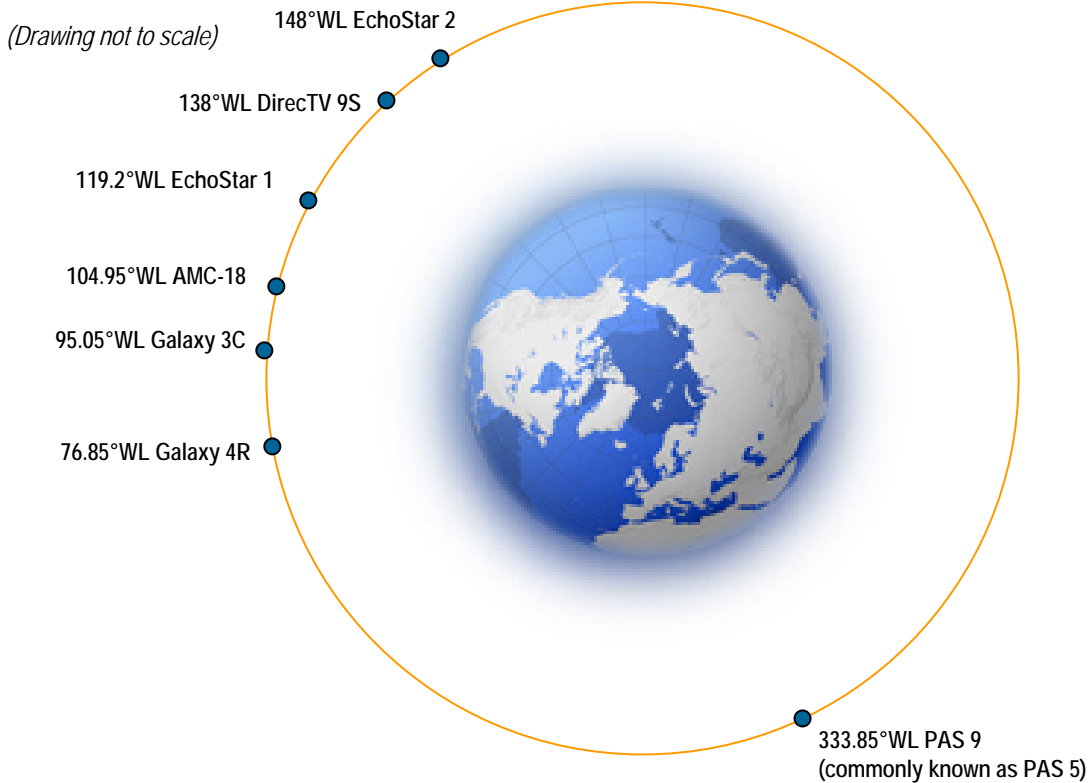 148°WL EchoStar 2
(Drawing not to scale)
138°WL DirecTV 9S
119.2°WL EchoStar 1
104.95°WL AMC-18
95.05°WL Galaxy 3C
76.85°WL Galaxy 4R
333.85°WL PAS 9
(commonly known as PAS 5)